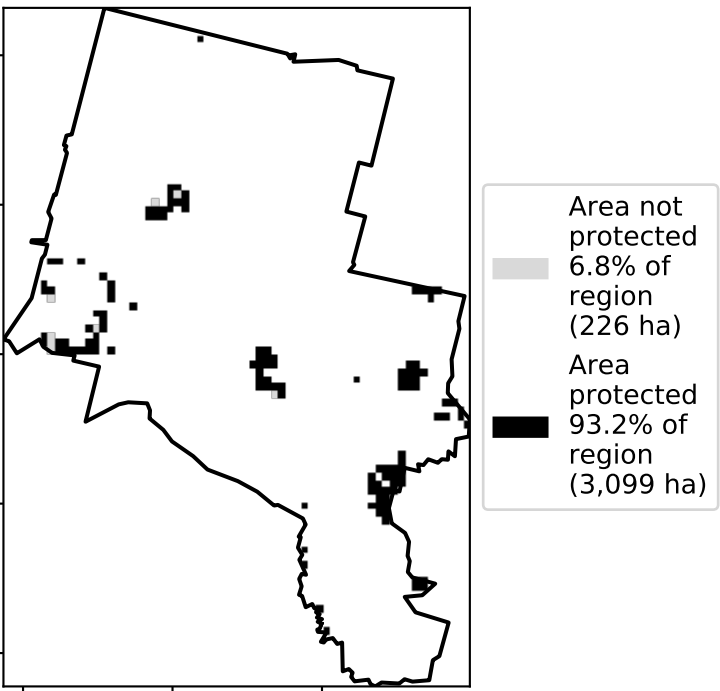 Area not
protected
6.8% of
region
(226 ha)
Area
protected
93.2% of
region
(3,099 ha)